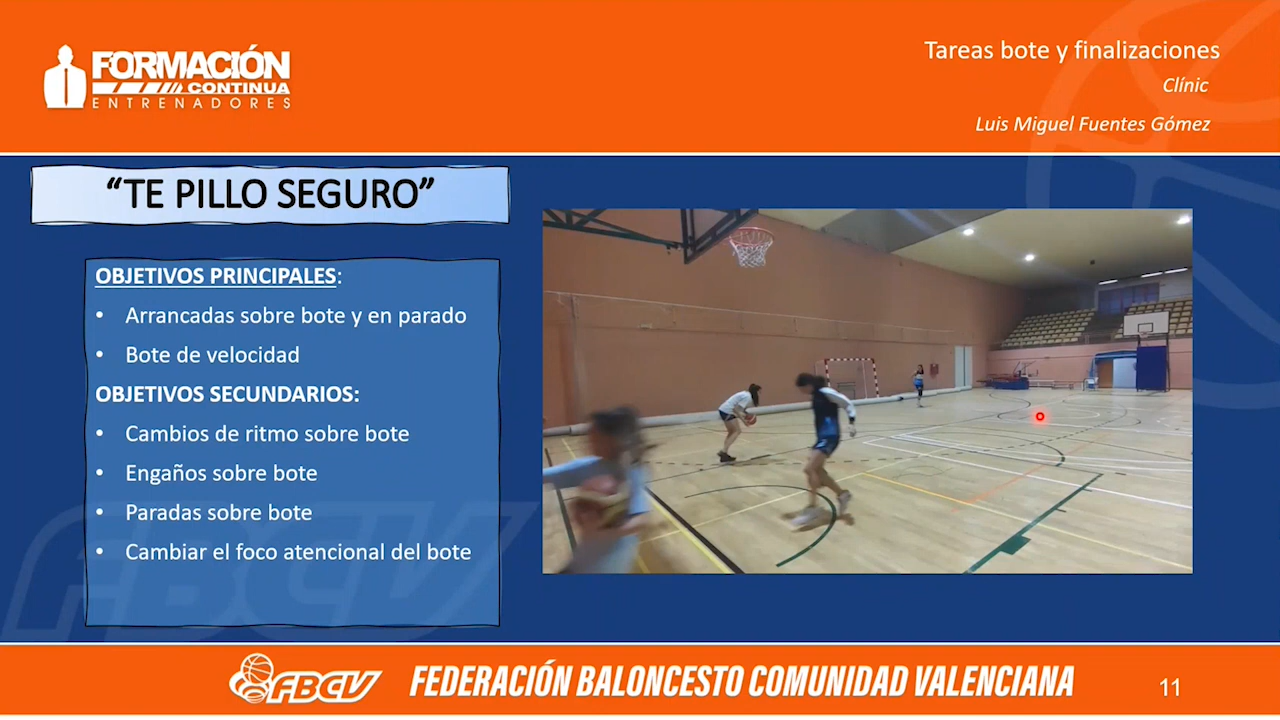 FORMACIÓN
CONTINUA
ENTRENADORES
Tareas bote y finalizaciones
Clínic
Luis Miguel Fuentes Gómez
“TE PILLO SEGURO”
OBJETIVOS PRINCIPALES:
• Arrancadas sobre bote y en parado
• Bote de velocidad
OBJETIVOS SECUNDARIOS:
• Cambios de ritmo sobre bote
• Engaños sobre bote
• Paradas sobre bote
• Cambiar el foco atencional del bote
FBCV
FBCV FEDERACIÓN BALONCESTO COMUNIDAD VALENCIANA
11